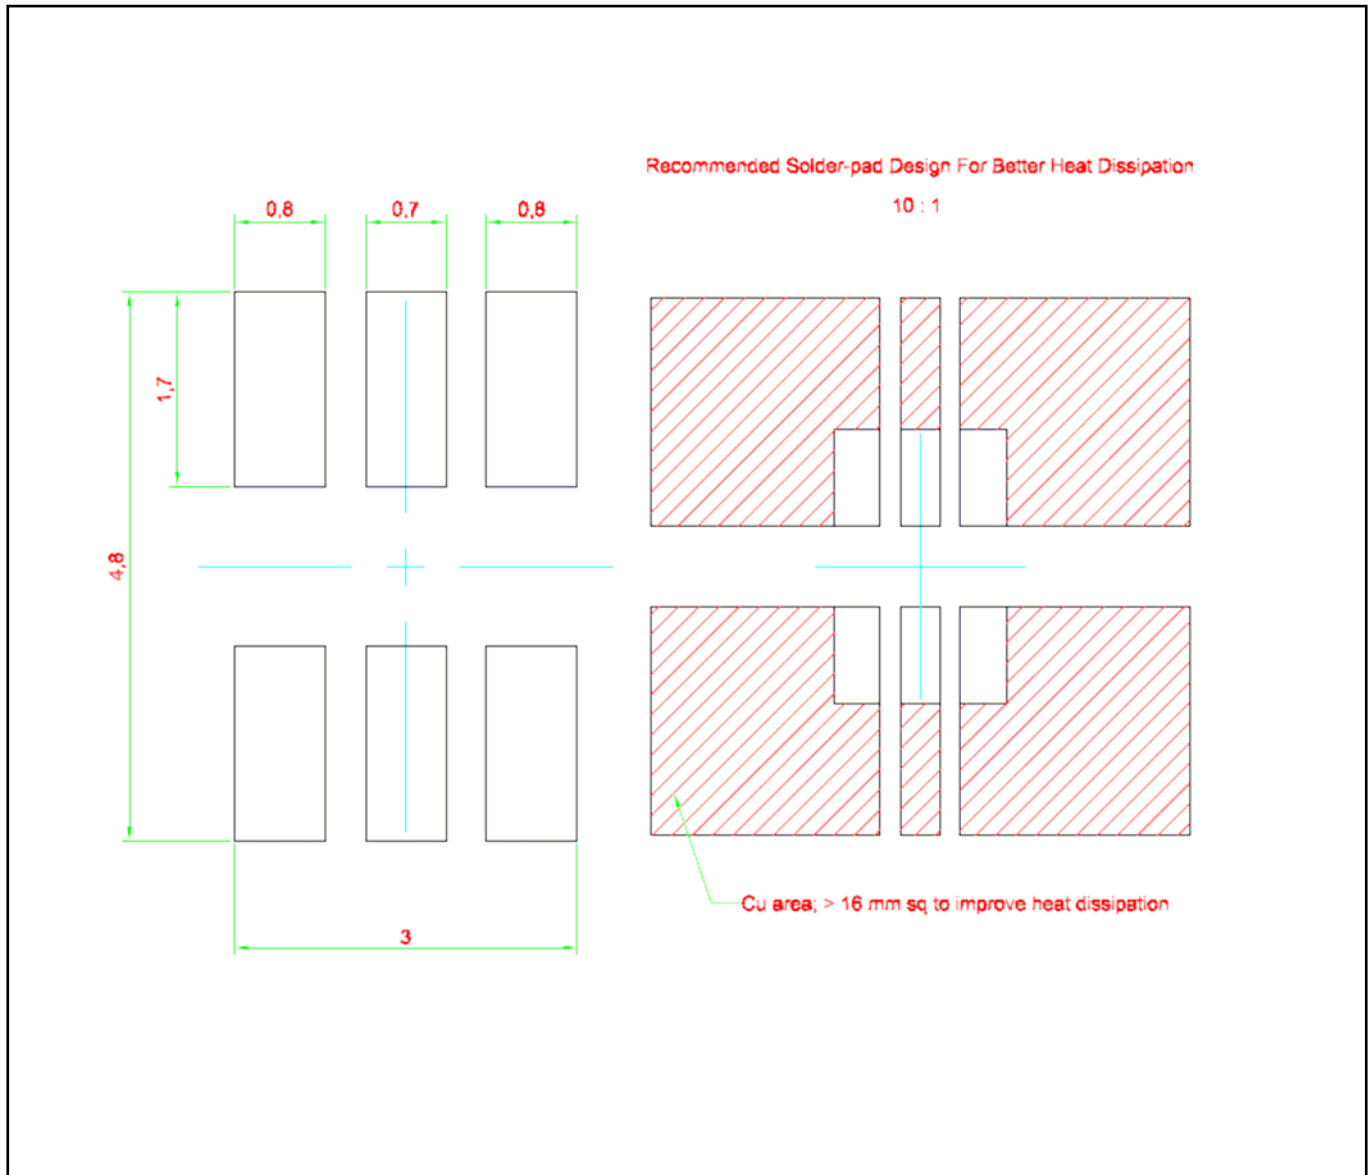 Recommended Solder-pad Design For Better Heat Dissipation
10 : 1
0,8
0,7
0,8
1,7
4,8
Cu area; > 16 mm sq to improve heat dissipation
3